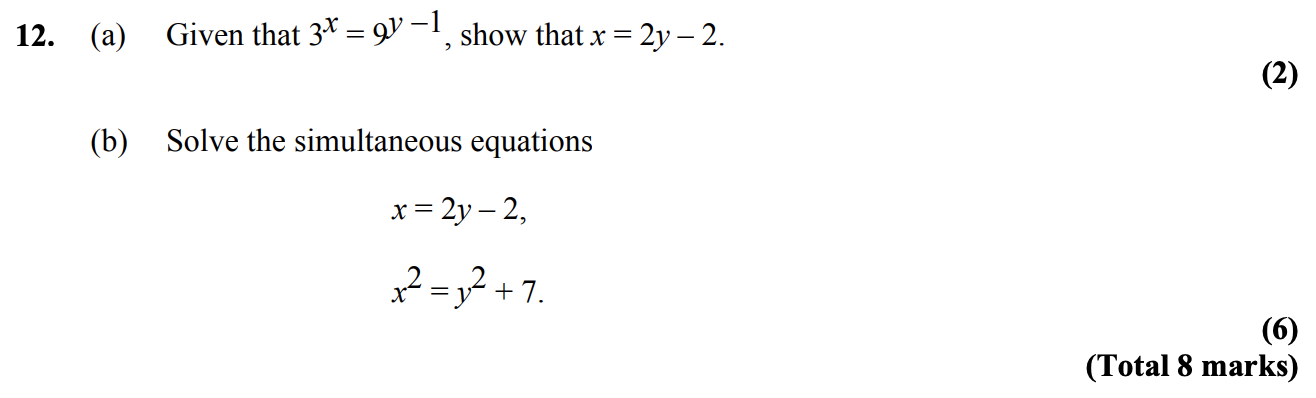 12. (a) Given that 3^x = 9^{y – 1}, show that x = 2y – 2.
(2)
(b) Solve the simultaneous equations
x = 2y – 2,
x^2 = y^2 + 7.
(6)
(Total 8 marks)